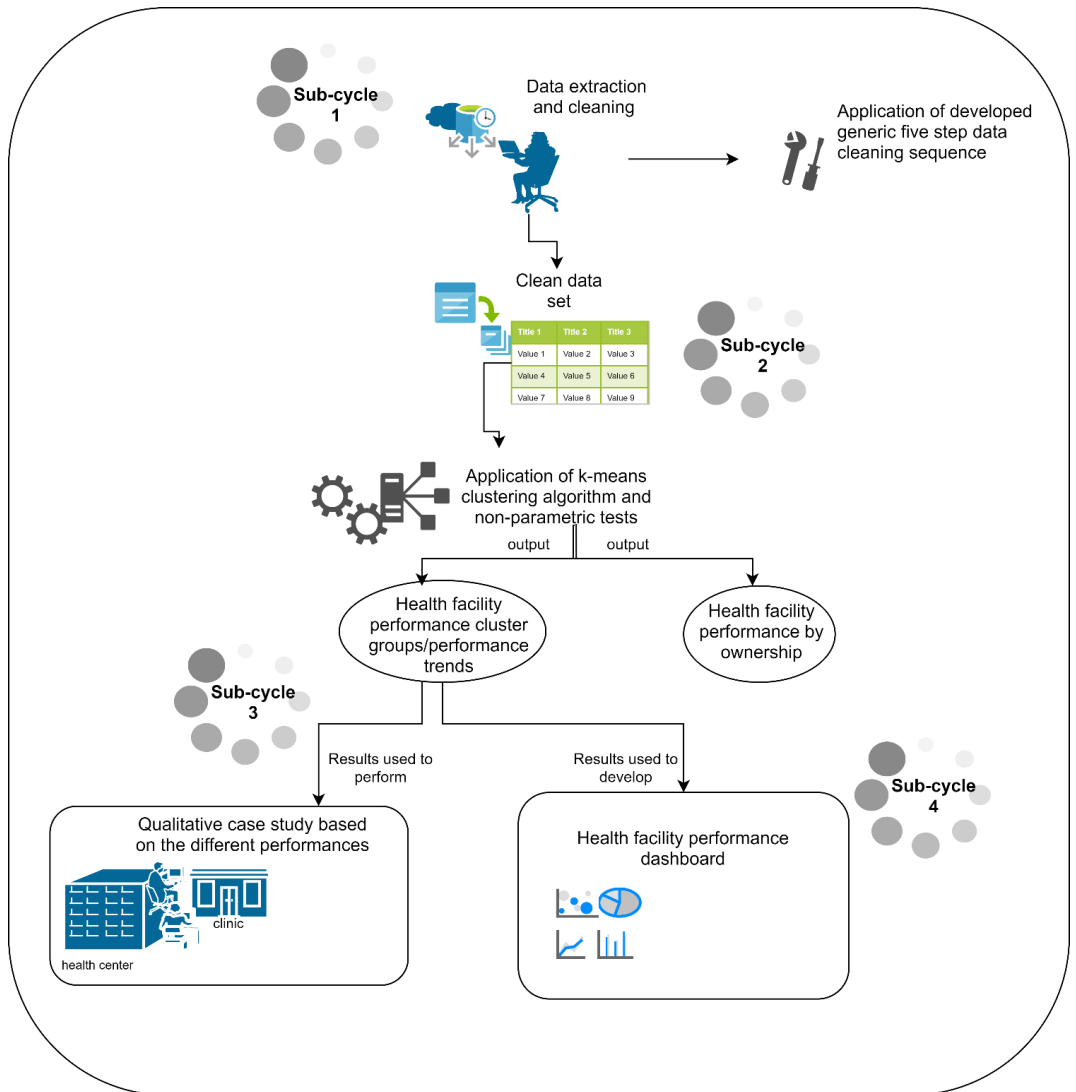 Sub-cycle
1
Data extraction
and cleaning
Application of developed
generic five step data
cleaning sequence
Clean data
set
Title 1 Title 2 Title 3
Value 1 Value 2 Value 3
Value 4 Value 5 Value 6
Value 7 Value 8 Value 9
Sub-cycle
2
Application of k-means
clustering algorithm and
non-parametric tests
output output
Health facility
performance cluster
groups/performance
trends
Health facility
performance by
ownership
Sub-cycle
3
Results used to
perform
Results used to
develop
Sub-cycle
4
Qualitative case study based
on the different performances
clinic
health center
Health facility performance
dashboard